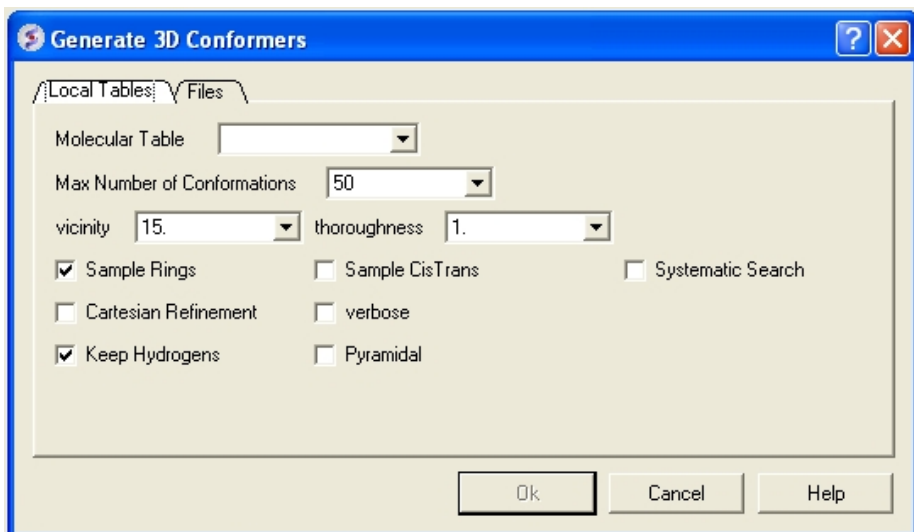 Generate 3D Conformers
Local Tables Files
Molecular Table
Max Number of Conformations 50
vicinity 15. thoroughness 1.
Sample Rings Sample CisTrans Systematic Search
Cartesian Refinement verbose
Keep Hydrogens Pyramidal
Ok Cancel Help